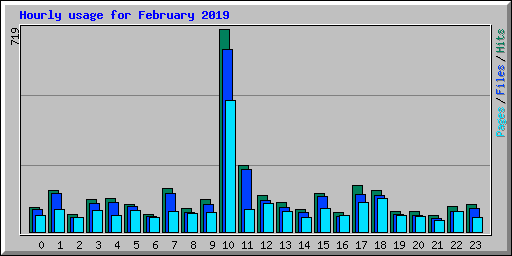 Hourly usage for February 2019
719
Pages / Files / Hits
0 1 2 3 4 5 6 7 8 9 10 11 12 13 14 15 16 17 18 19 20 21 22 23